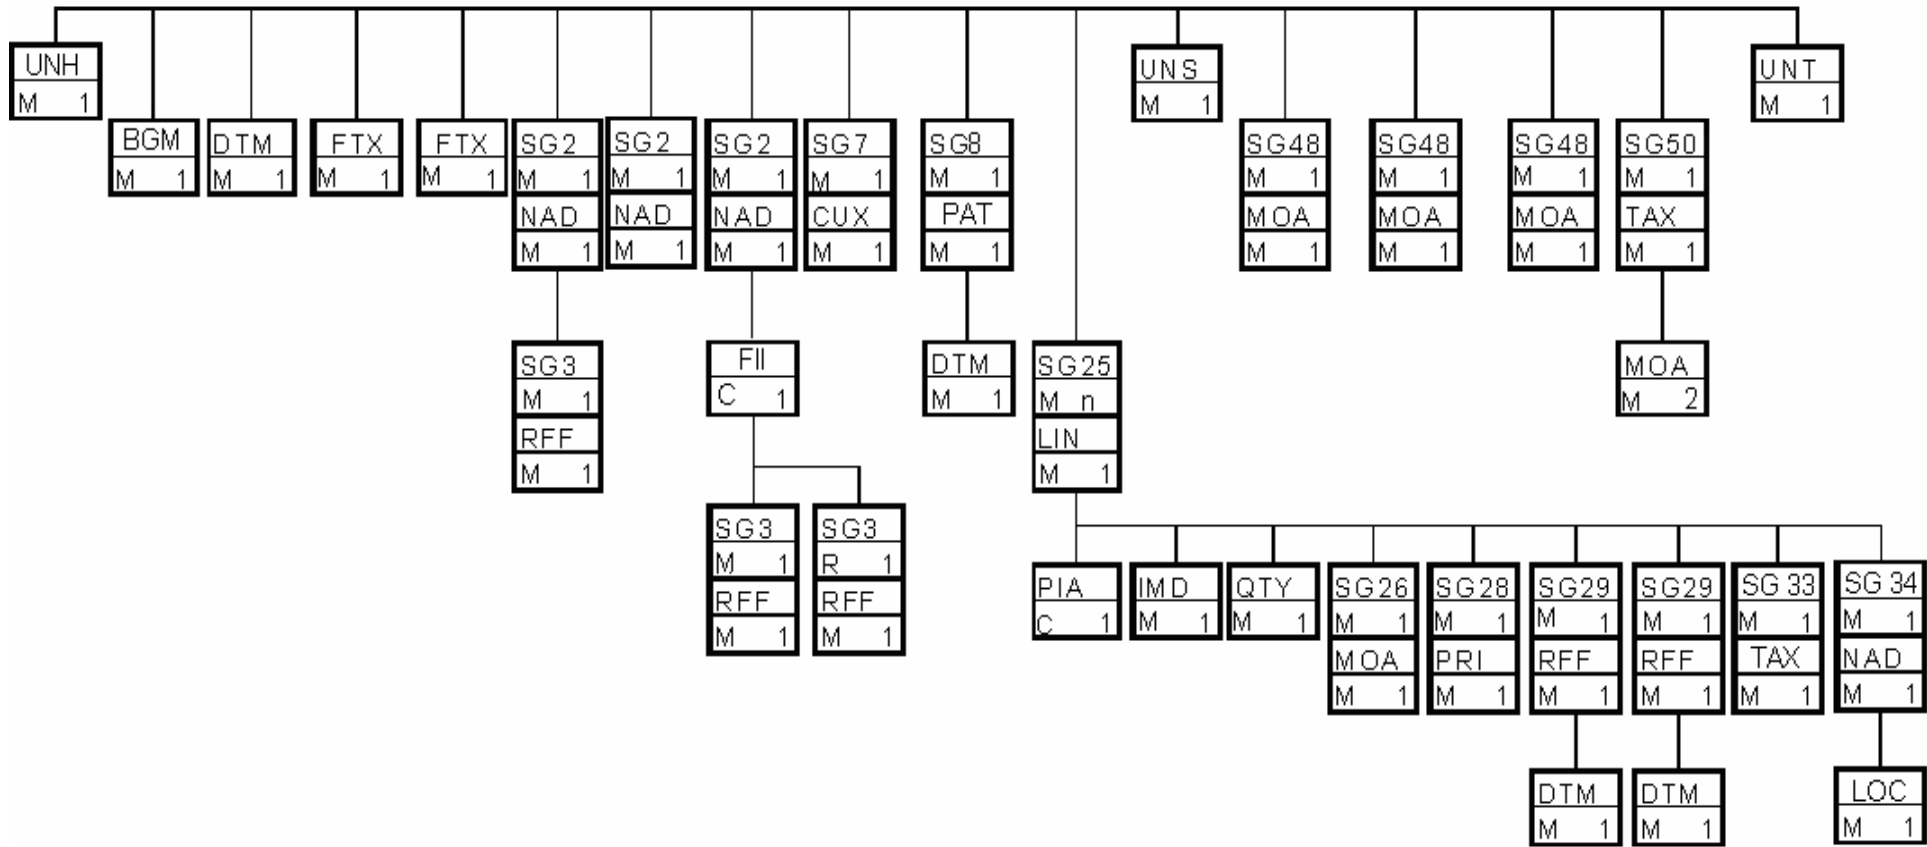 UNH
M 1
UNS
M 1
UNT
M 1
BGM
M 1
DTM
M 1
FTX
M 1
FTX
M 1
SG2
M 1
NAD
M 1
SG2
M 1
NAD
M 1
SG2
M 1
NAD
M 1
SG7
M 1
CUX
M 1
SG8
M 1
PAT
M 1
SG48
M 1
MOA
M 1
SG48
M 1
MOA
M 1
SG48
M 1
MOA
M 1
SG50
M 1
TAX
M 1
SG3
M 1
RFF
M 1
FII
C 1
DTM
M 1
SG25
M n
LIN
M 1
MOA
M 2
SG3
M 1
RFF
M 1
SG3
R 1
RFF
M 1
PIA
C 1
IMD
M 1
QTY
M 1
SG26
M 1
MOA
M 1
SG28
M 1
PRI
M 1
SG29
M 1
RFF
M 1
SG29
M 1
RFF
M 1
SG 33
M 1
TAX
M 1
SG 34
M 1
NAD
M 1
DTM
M 1
DTM
M 1
LOC
M 1